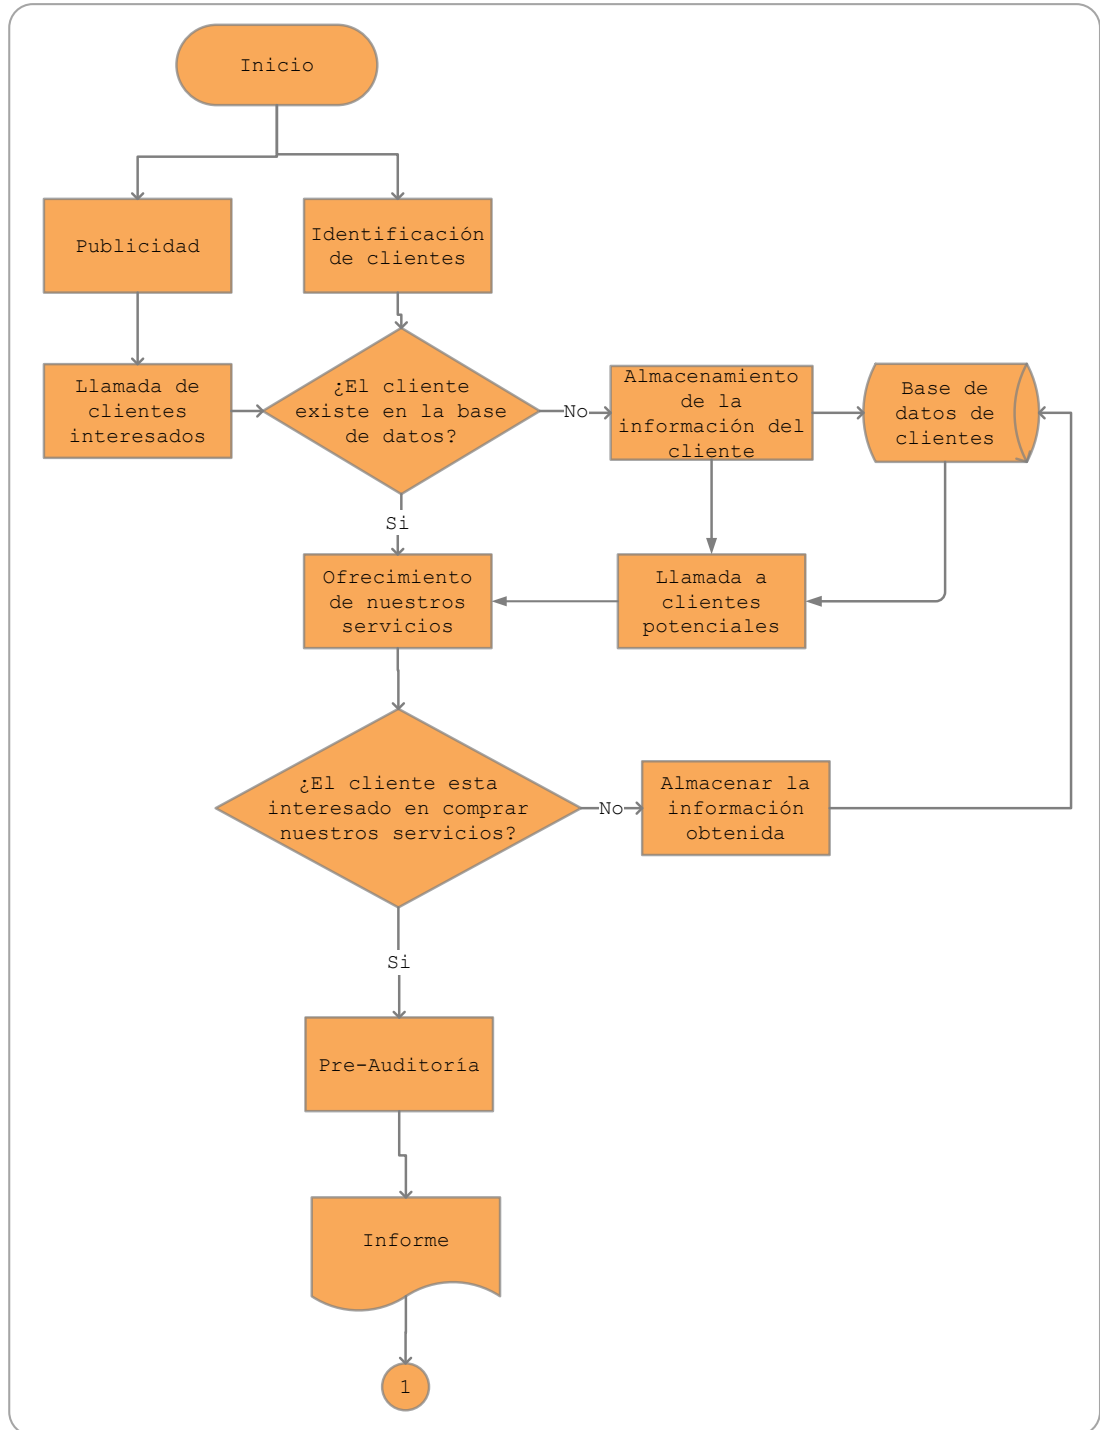 Inicio
Publicidad
Identificación
de clientes
Llamada de
clientes
interesados
¿El cliente
existe en la base
de datos?
No
Almacenamiento
de la
información del
cliente
Base de
datos de
clientes
Si
Ofrecimiento
de nuestros
servicios
Llamada a
clientes
potenciales
¿El cliente esta
interesado en comprar
nuestros servicios?
No
Almacenar la
información
obtenida
Si
Pre-Auditoría
Informe
1